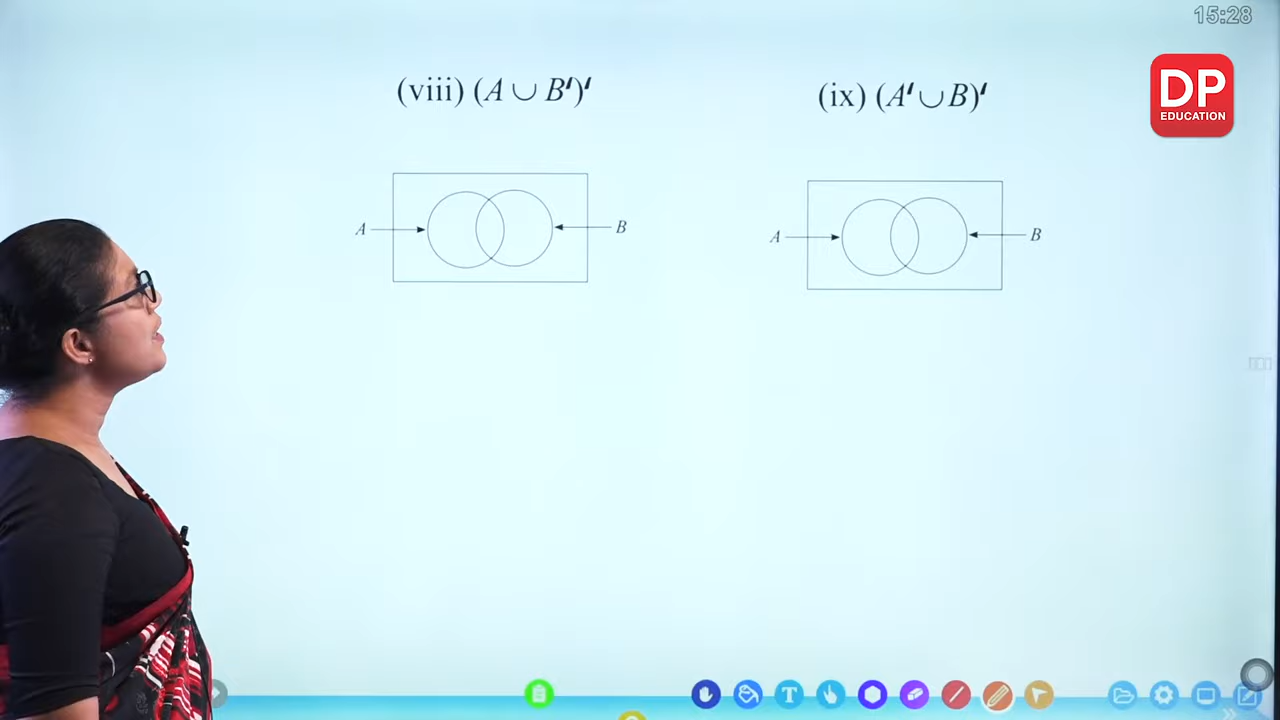 15:28
DP
EDUCATION
(viii) (A ∪ B′)′
(ix) (A′ ∪ B)′
A
B
A
B
T